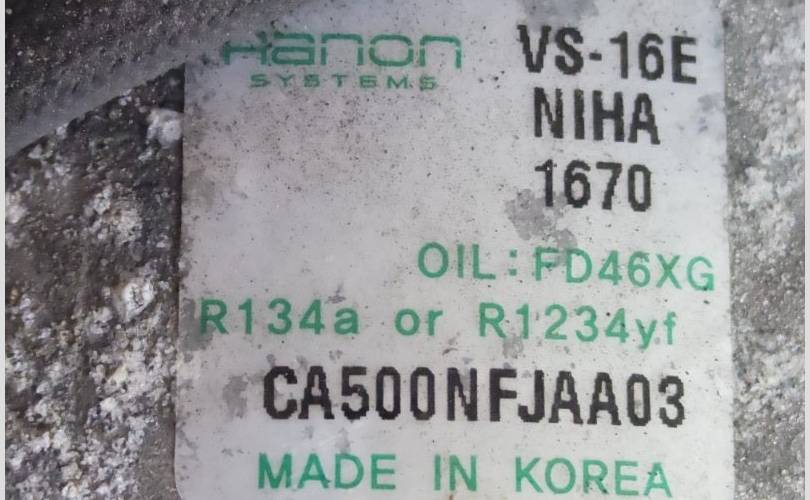 Hanon
SYSTEMS
VS-16E
NIHA
1670
OIL:FD46XG
R134a or R1234yf
CA500NFJAA03
MADE IN KOREA